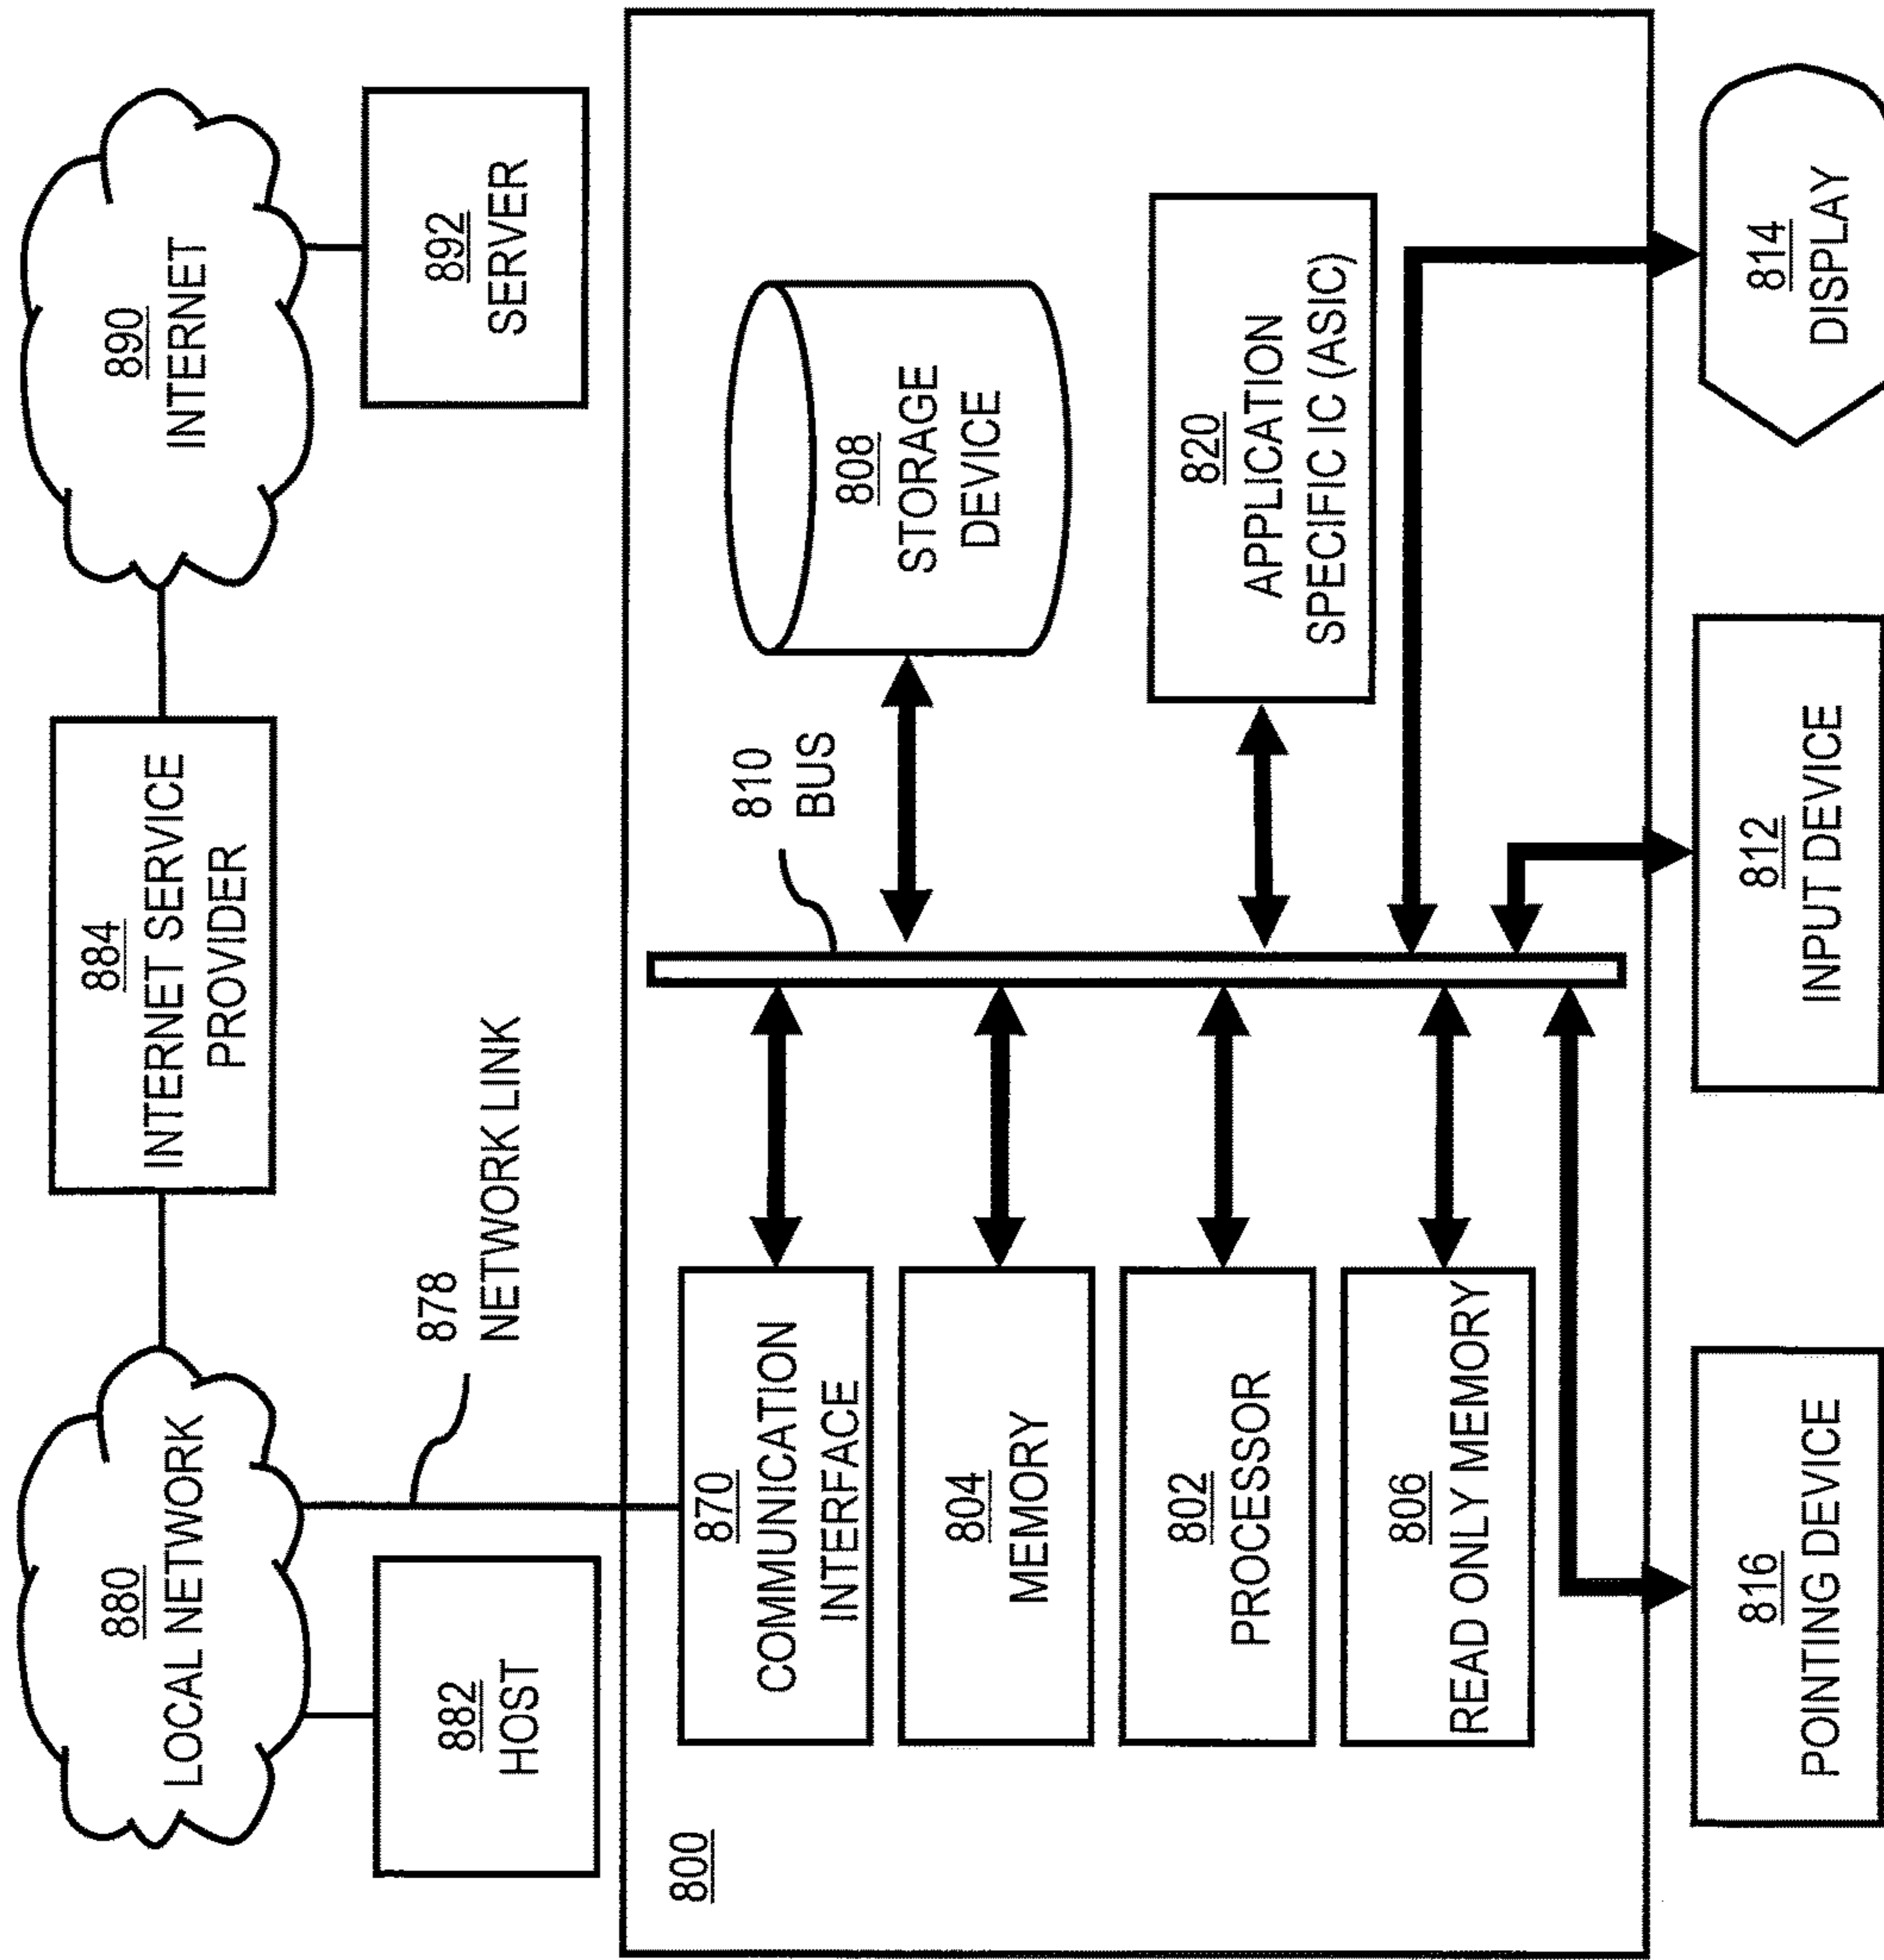 880
LOCAL NETWORK
884
INTERNET SERVICE
PROVIDER
890
INTERNET
882
HOST
878
NETWORK LINK
892
SERVER
800
870
COMMUNICATION
INTERFACE
810
BUS
808
STORAGE
DEVICE
804
MEMORY
802
PROCESSOR
820
APPLICATION
SPECIFIC IC (ASIC)
806
READ ONLY MEMORY
816
POINTING DEVICE
812
INPUT DEVICE
814
DISPLAY